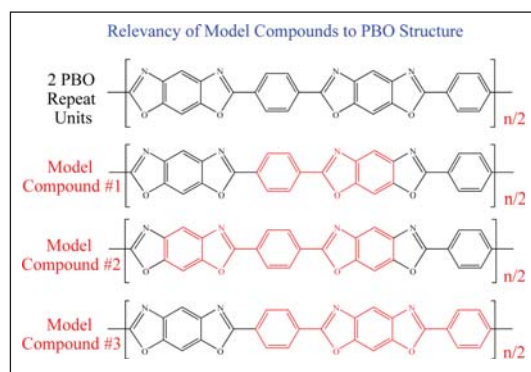 Relevancy of Model Compounds to PBO Structure
2 PBO
Repeat
Units
N N N N
O O O O
n/2
Model
Compound #1
N N N N
O O O O
n/2
Model
Compound #2
N N N N
O O O O
n/2
Model
Compound #3
N N N N
O O O O
n/2